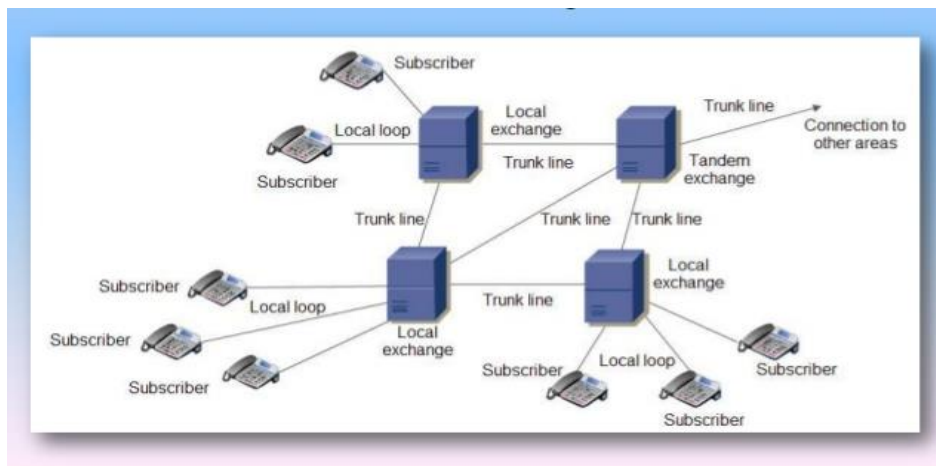 Subscriber
Local
exchange
Trunk line
Connection to
other areas
Local loop
Trunk line
Tandem
exchange
Subscriber
Trunk line
Trunk line
Trunk line
Local
exchange
Subscriber
Local loop
Trunk line
Subscriber
Local
exchange
Subscriber
Subscriber
Local loop
Subscriber
Subscriber